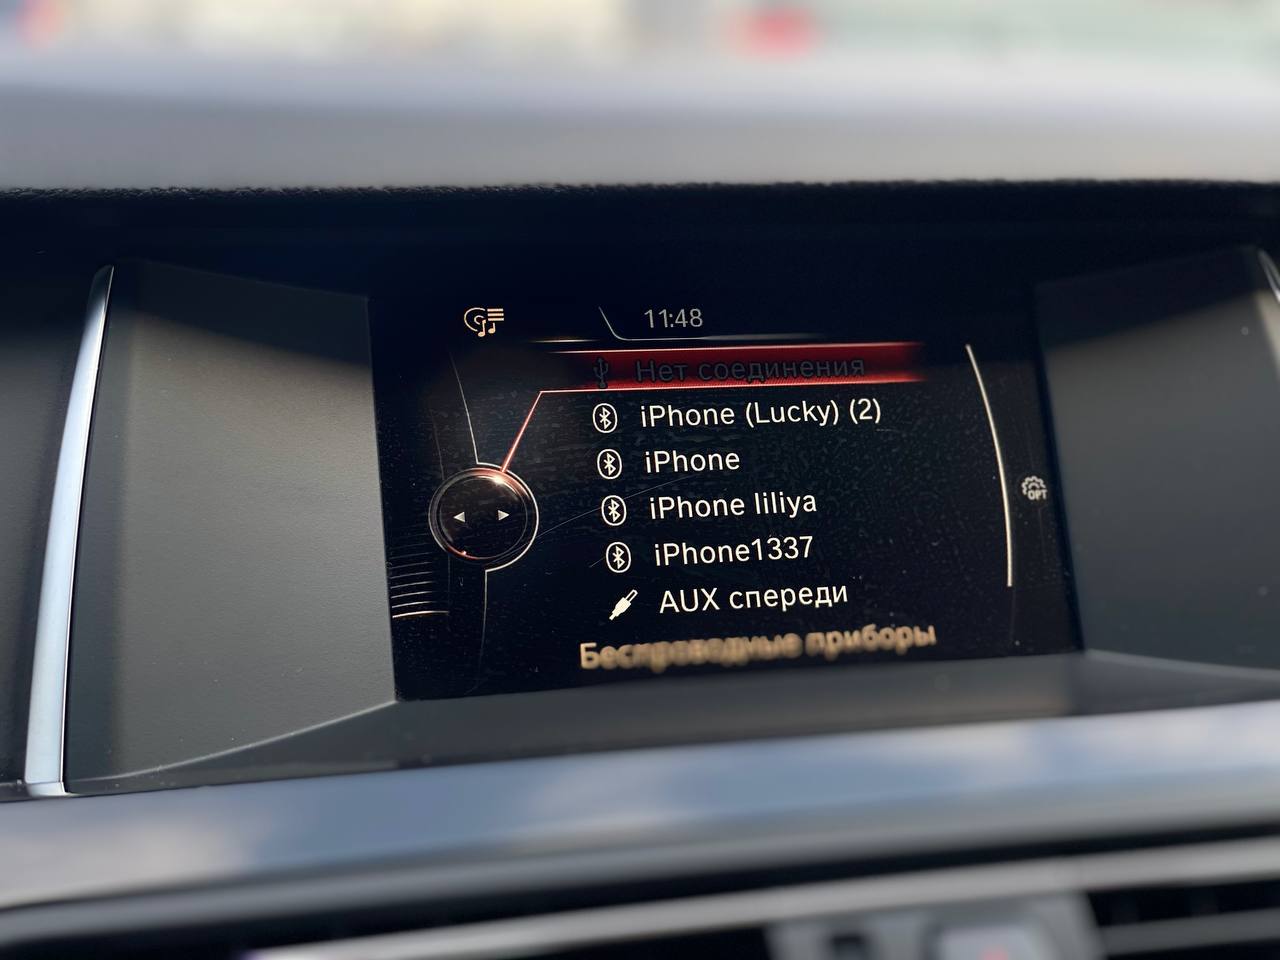 11:48
Нет соединения
iPhone (Lucky) (2)
iPhone
iPhone liliya
iPhone1337
AUX спереди
Беспроводные приборы
OPT